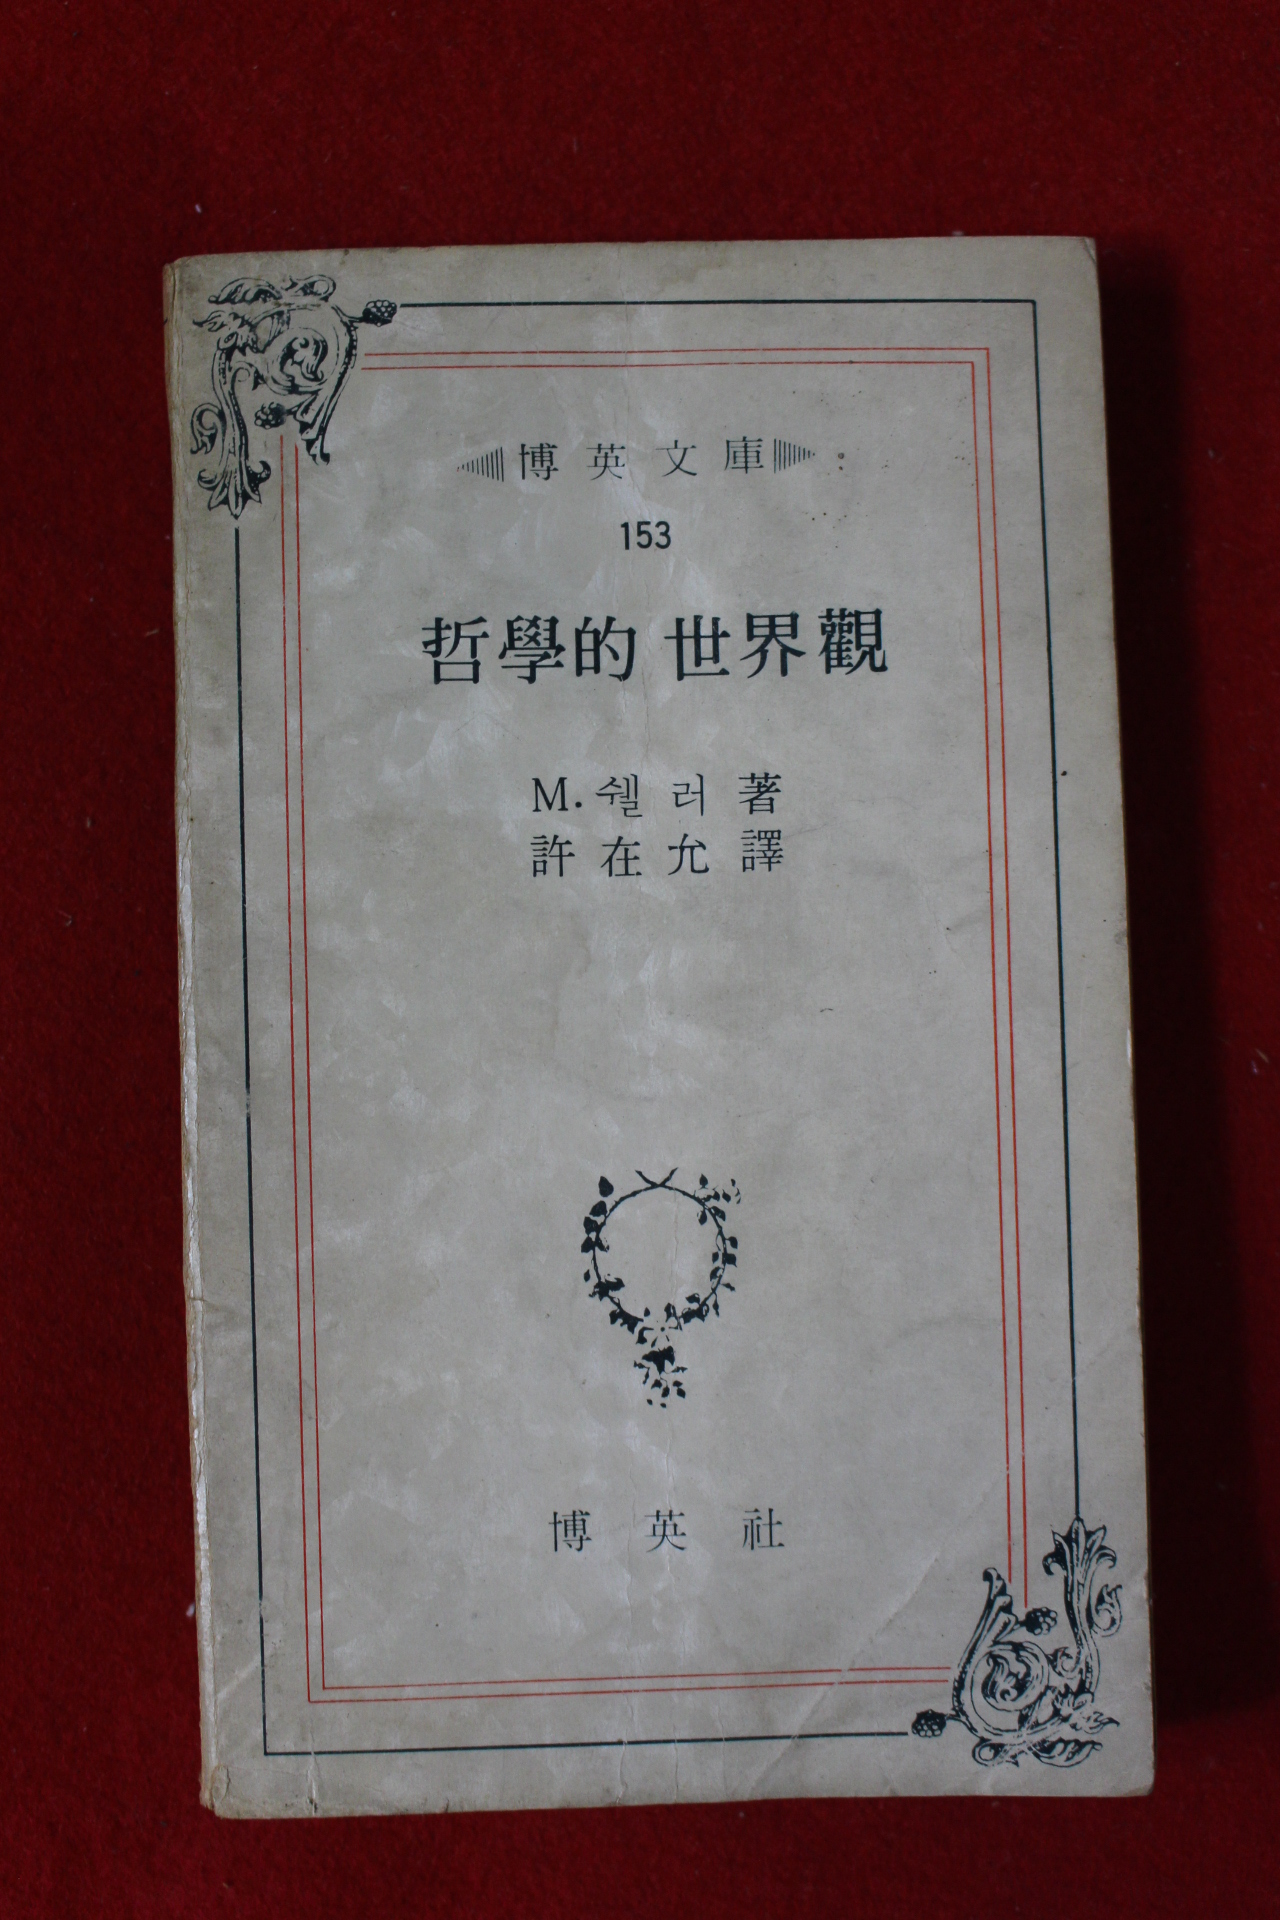 博英文庫
153
哲學的 世界觀
M. 쉘러 著
許在允 譯
博英社